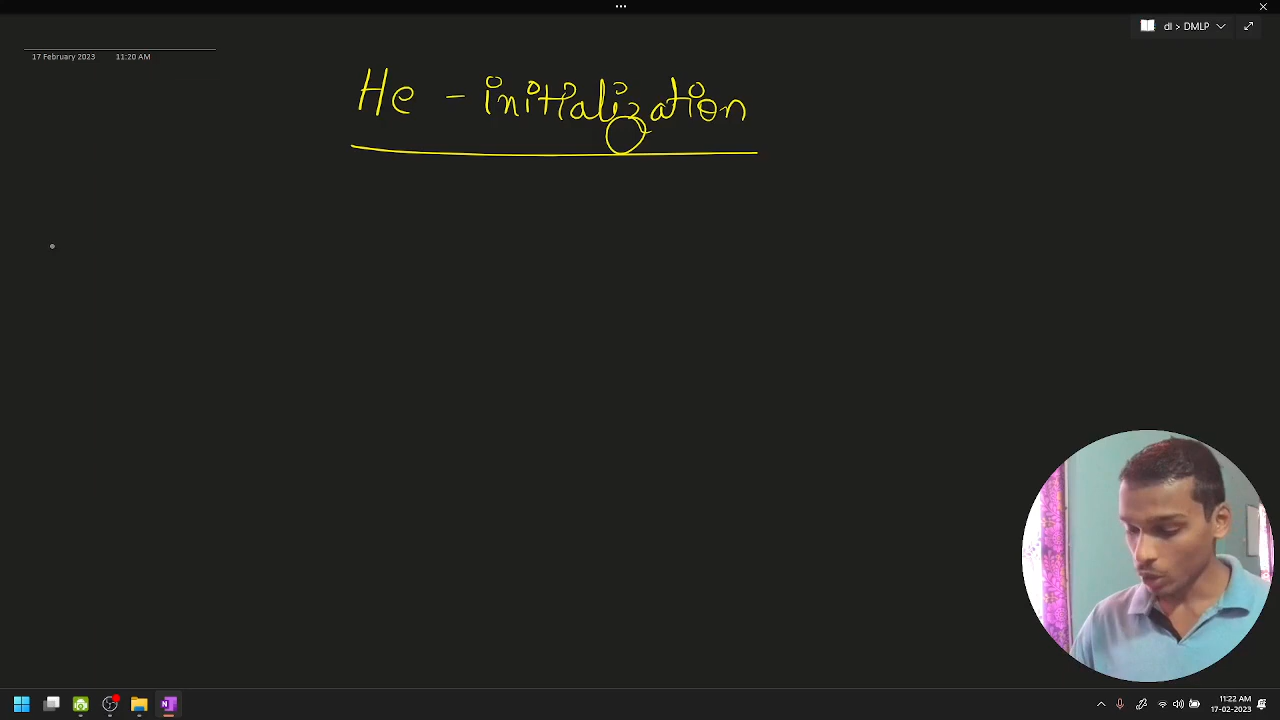 dl > DMLP
17 February 2023 11:20 AM
He - initialization
11:22 AM
17-02-2023